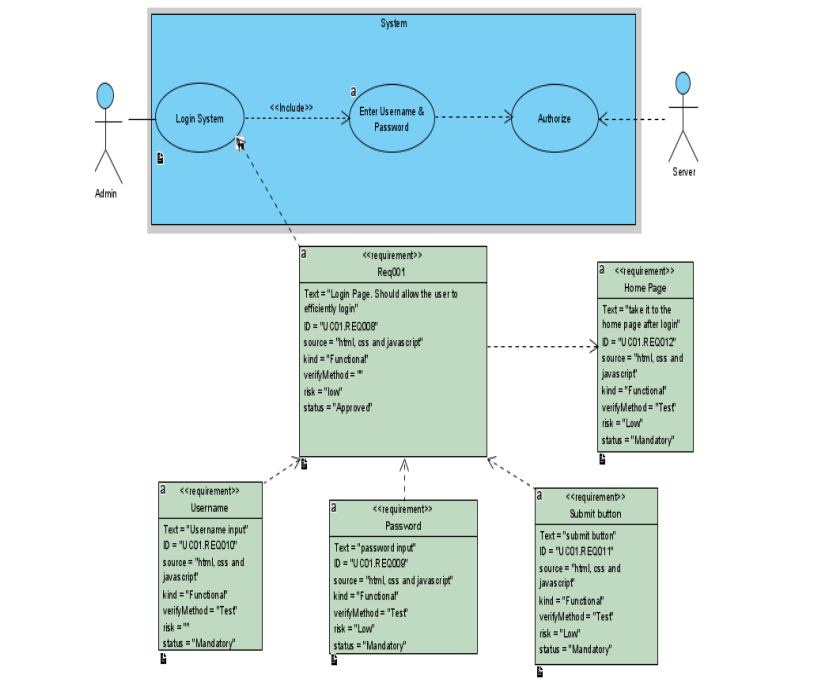 System
a
<<Include>>
Login System
Enter Username &
Password
Authorize
Admin
Server
a
<<requirement>>
Req001
Text = "Login Page. Should allow the user to
efficiently login"
ID = "UC01.REQ008"
source = "html, css and javascript"
kind = "Functional"
verifyMethod = ""
risk = "low"
status = "Approved"
a
<<requirement>>
Home Page
Text = "take it to the
home page after login"
ID = "UC01.REQ012"
source = "html, css and
javascript"
kind = "Functional"
verifyMethod = "Test"
risk = "Low"
status = "Mandatory"
a
<<requirement>>
Username
Text = "Username input"
ID = "UC01.REQ010"
source = "html, css and
javascript"
kind = "Functional"
verifyMethod = "Test"
risk = ""
status = "Mandatory"
a
<<requirement>>
Password
Text = "password input"
ID = "UC01.REQ009"
source = "html, css and javascript"
kind = "Functional"
verifyMethod = "Test"
risk = "Low"
status = "Mandatory"
a
<<requirement>>
Submit button
Text = "submit button"
ID = "UC01.REQ011"
source = "html, css and
javascript"
kind = "Functional"
verifyMethod = "Test"
risk = "Low"
status = "Mandatory"